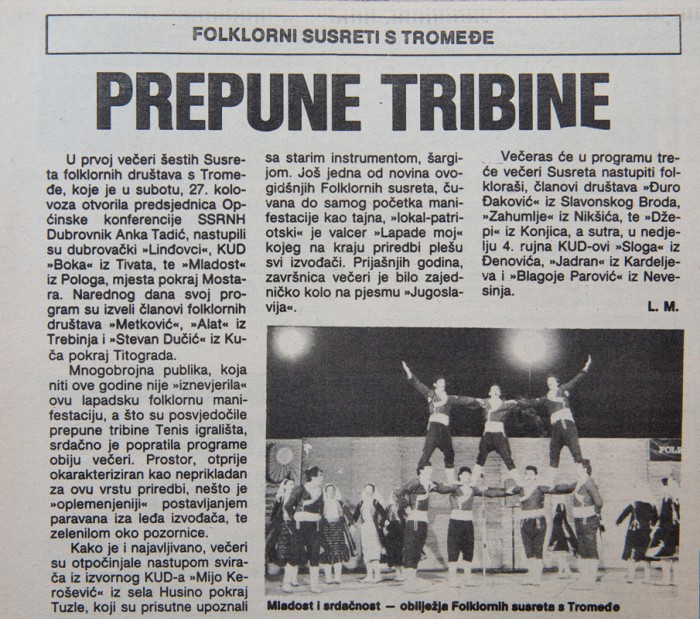 FOLKLORNI SUSRETI S TROMEĐE
PREPUNE TRIBINE
U prvoj večeri šestih Susre-
ta folklornih društava s Trome-
đe, koje je u subotu, 27. kolo-
voza otvorila predsjednica Op-
ćinske konferencije SSRNH
Dubrovnik Anka Tadić, nastupili
su dubrovački »Linđovci«, KUD
»Boka« iz Tivata, te »Mladost«
iz Pologa, mjesta pokraj Mosta-
ra. Narednog dana svoj pro-
gram su izveli članovi folklornih
društava »Metković«, »Alat« iz
Trebinja i »Stevan Dučić« iz Ku-
ča pokraj Titograda.
Mnogobrojna publika, koja
niti ove godine nije »iznevjerila«
ovu lapadsku folklornu mani-
festaciju, a što su posvjedočile
prepune tribine Tenis igrališta,
srdačno je popratila programe
obiju večeri. Prostor, otprije
okarakteriziran kao neprikladan
za ovu vrstu priredbi, nešto je
»oplemenjeniji« postavljanjem
paravana iza leđa izvođača, te
zelenilom oko pozornice.
Kako je i najavljivano, večeri
su otpočinjale nastupom svira-
ča iz izvornog KUD-a »Mijo Ke-
rošević« iz sela Husino pokraj
Tuzle, koji su prisutne upoznali
sa starim instrumentom, šargi-
jom. Još jedna od novina ovo-
gidšnjih Folklornih susreta, ču-
vana do samog početka mani-
festacije kao tajna, »lokal-patri-
otski« je valcer »Lapade moj«
kojeg na kraju priredbi plešu
svi izvođači. Prijašnjih godina,
završnica večeri je bilo zajed-
ničko kolo na pjesmu »Jugosla-
vija«.
Večeras će u programu tre-
će večeri Susreta nastupiti fol-
kloraši, članovi društava »Đuro
Đaković« iz Slavonskog Broda,
»Zahumlje« iz Nikšića, te »Dže-
pi« iz Konjica, a sutra, u nedje-
lju 4. rujna KUD-ovi »Sloga« iz
Đenovića, »Jadran« iz Kardelje-
va i »Blagoje Parović« iz Neve-
sinja.
L. M.
FOLK
Mladost i srdačnost — obilježja Folklornih susreta s Tromeđe